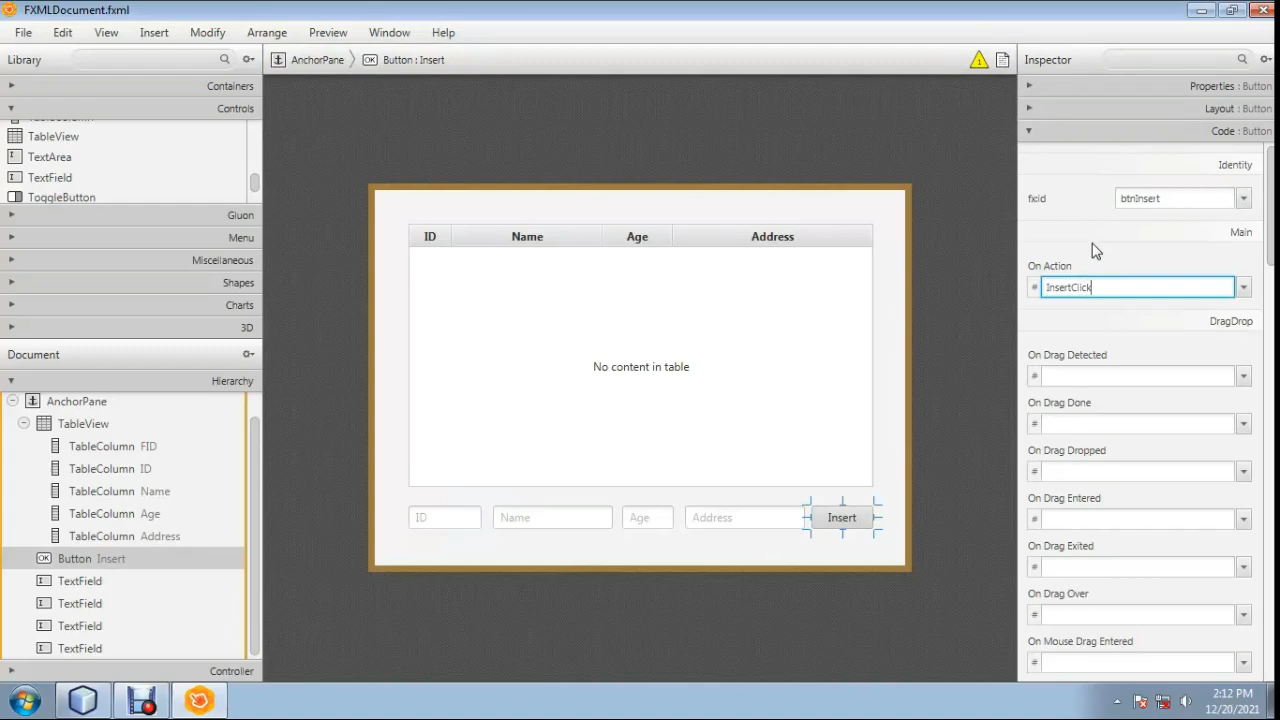 FXMLDocument.fxml
File Edit View Insert Modify Arrange Preview Window Help
Library
Containers
Controls
TableView
TextArea
TextField
ToggleButton
Gluon
Menu
Miscellaneous
Shapes
Charts
3D
Document
Hierarchy
AnchorPane
TableView
TableColumn FID
TableColumn ID
TableColumn Name
TableColumn Age
TableColumn Address
Button Insert
TextField
TextField
TextField
TextField
Controller
AnchorPane Button : Insert
1
ID Name Age Address
No content in table
ID Name Age Address Insert
Inspector
Properties : Button
Layout : Button
Code : Button
Identity
fx:id btnInsert
Main
On Action
# InsertClick
DragDrop
On Drag Detected
#
On Drag Done
#
On Drag Dropped
#
On Drag Entered
#
On Drag Exited
#
On Drag Over
#
On Mouse Drag Entered
#
2:12 PM
12/20/2021